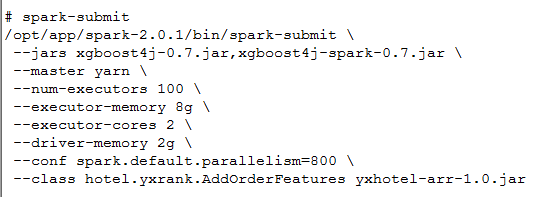 # spark-submit
/opt/app/spark-2.0.1/bin/spark-submit \
--jars xgboost4j-0.7.jar,xgboost4j-spark-0.7.jar \
--master yarn \
--num-executors 100 \
--executor-memory 8g \
--executor-cores 2 \
--driver-memory 2g \
--conf spark.default.parallelism=800 \
--class hotel.yxrank.AddOrderFeatures yxhotel-arr-1.0.jar